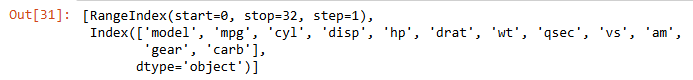 Out[31]: [RangeIndex(start=0, stop=32, step=1),
Index(['model', 'mpg', 'cyl', 'disp', 'hp', 'drat', 'wt', 'qsec', 'vs', 'am',
'gear', 'carb'],
dtype='object')]